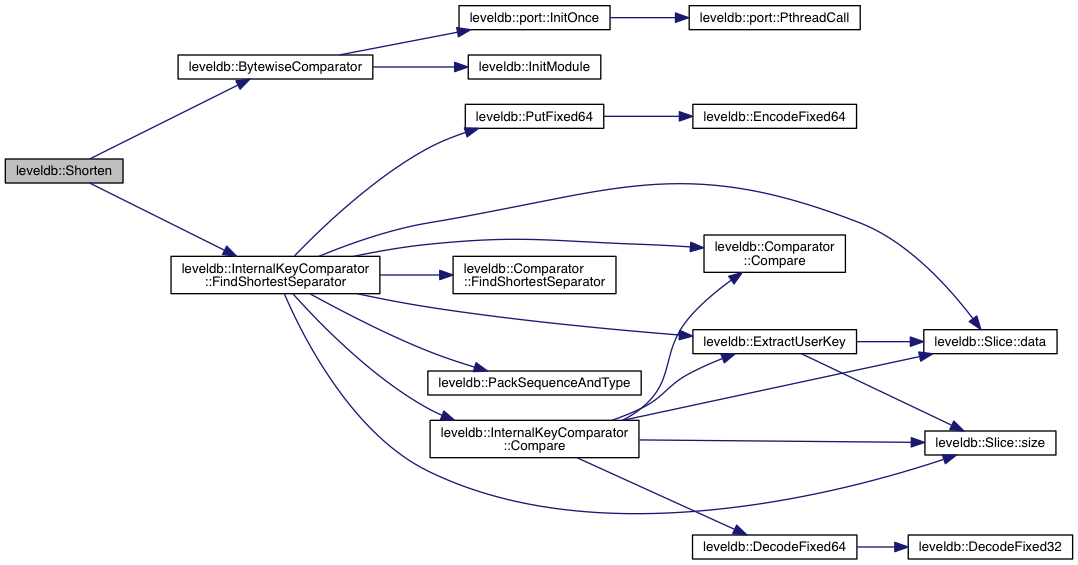 leveldb::port::InitOnce
leveldb::port::PthreadCall
leveldb::BytewiseComparator
leveldb::InitModule
leveldb::PutFixed64
leveldb::EncodeFixed64
leveldb::Shorten
leveldb::Comparator
::Compare
leveldb::InternalKeyComparator
::FindShortestSeparator
leveldb::Comparator
::FindShortestSeparator
leveldb::ExtractUserKey
leveldb::Slice::data
leveldb::PackSequenceAndType
leveldb::InternalKeyComparator
::Compare
leveldb::Slice::size
leveldb::DecodeFixed64
leveldb::DecodeFixed32